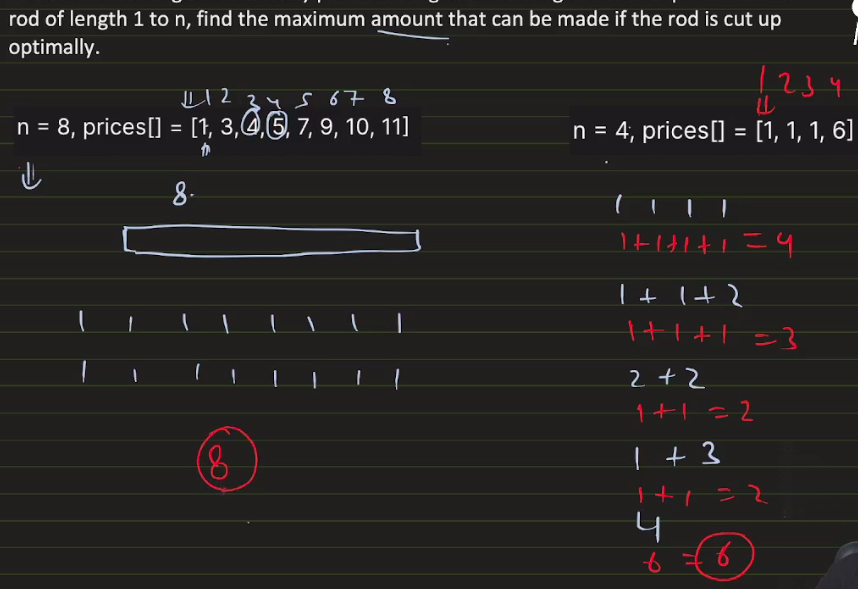 rod of length 1 to n, find the maximum amount that can be made if the rod is cut up
optimally.
1 2 3 4 5 6 7 8
n = 8, prices[] = [1, 3, 4, 5, 7, 9, 10, 11]
8.
1 1 1 1 1 1 1 1
1 1 1 1 1 1 1 1
8
1 2 3 4
n = 4, prices[] = [1, 1, 1, 6]
1 1 1 1
1+1+1+1 = 4
1 + 1 + 2
1+1+1 = 3
2 + 2
1+1 = 2
1 + 3
1+1 = 2
4
6 = 6